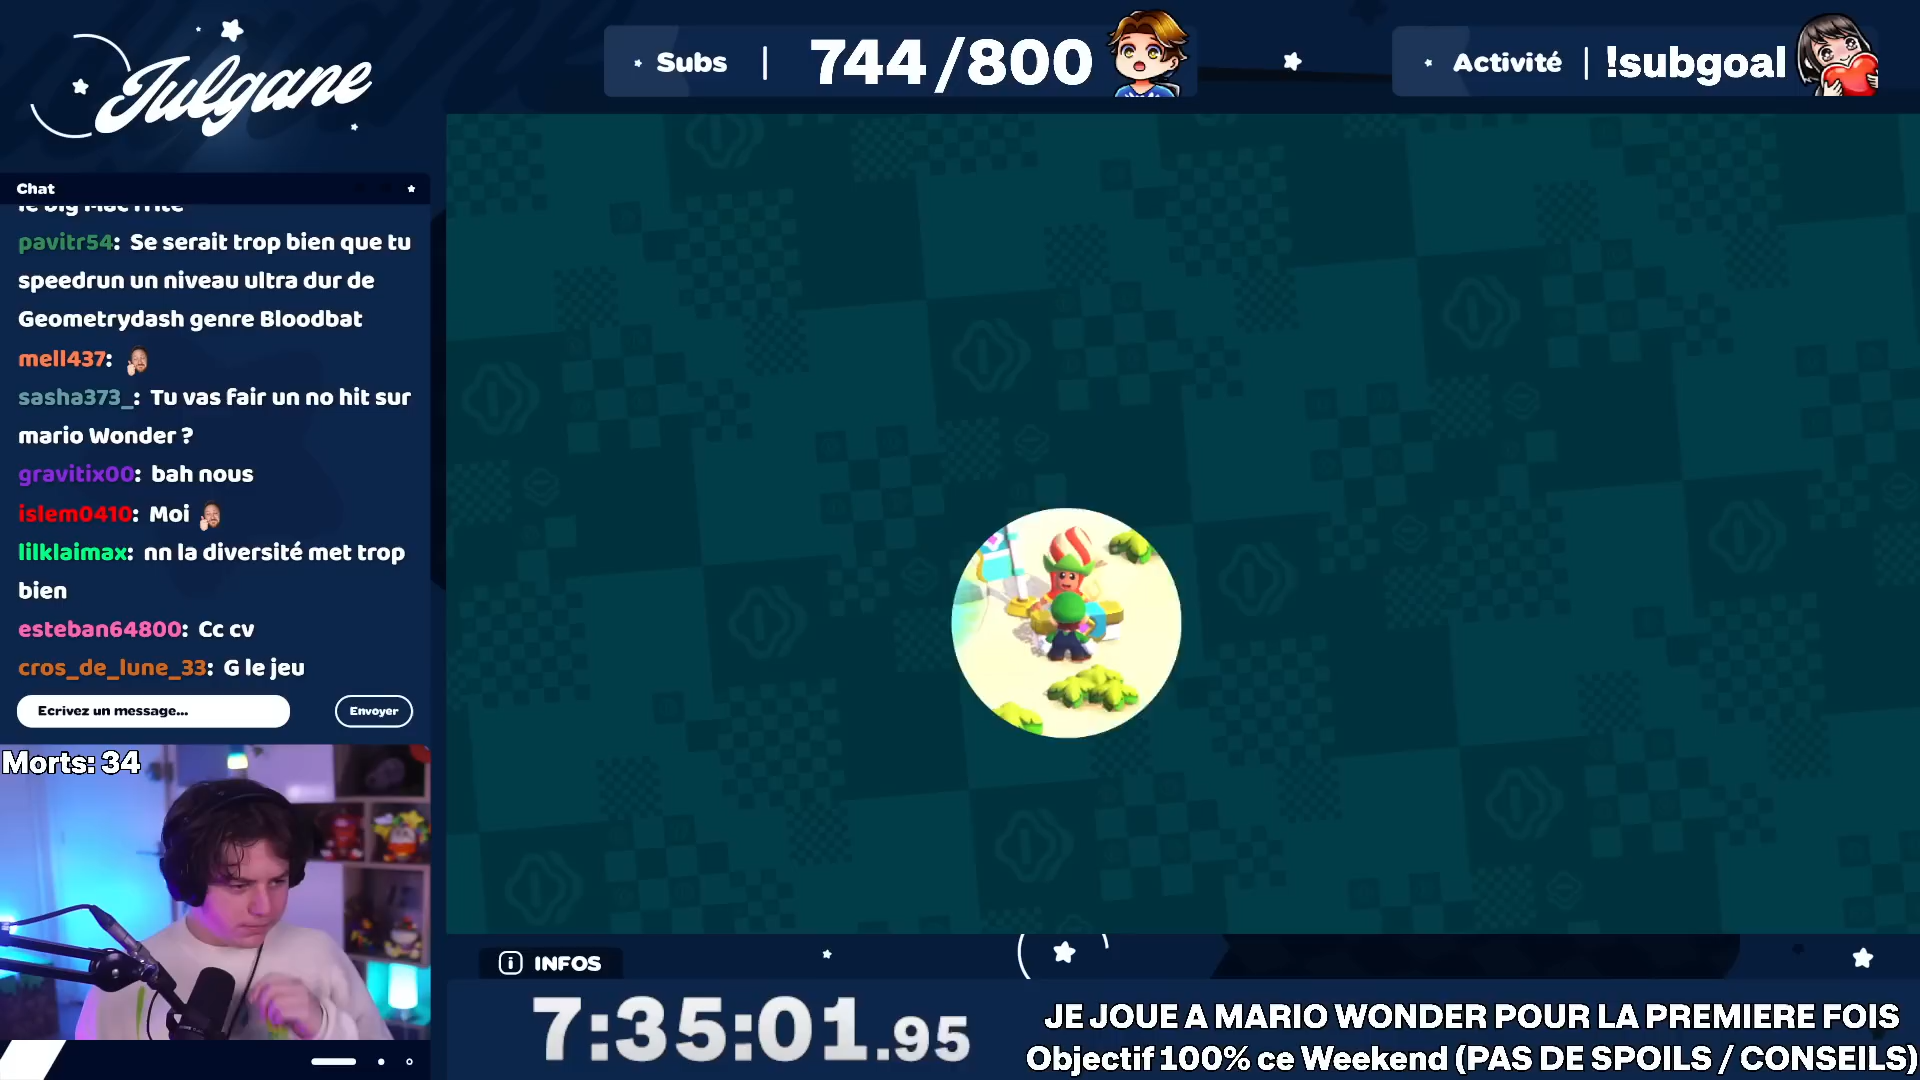 Julgane
Subs | 744/800
Activité | !subgoal
Chat
le big Mac frite
pavitr54: Se serait trop bien que tu
speedrun un niveau ultra dur de
Geometrydash genre Bloodbat
mell437:
sasha373_: Tu vas fair un no hit sur
mario Wonder ?
gravitix00: bah nous
islem0410: Moi
lilklaimax: nn la diversité met trop
bien
esteban64800: Cc cv
cros_de_lune_33: G le jeu
Ecrivez un message...
Envoyer
Morts: 34
INFOS
7:35:01.95
JE JOUE A MARIO WONDER POUR LA PREMIERE FOIS
Objectif 100% ce Weekend (PAS DE SPOILS / CONSEILS)